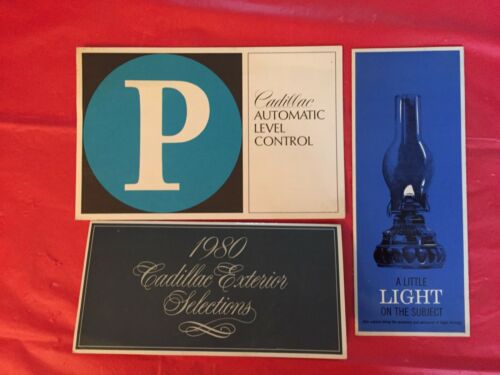 P
Cadillac
AUTOMATIC
LEVEL
CONTROL
1980
Cadillac Exterior
Selections
A LITTLE
LIGHT
ON THE SUBJECT